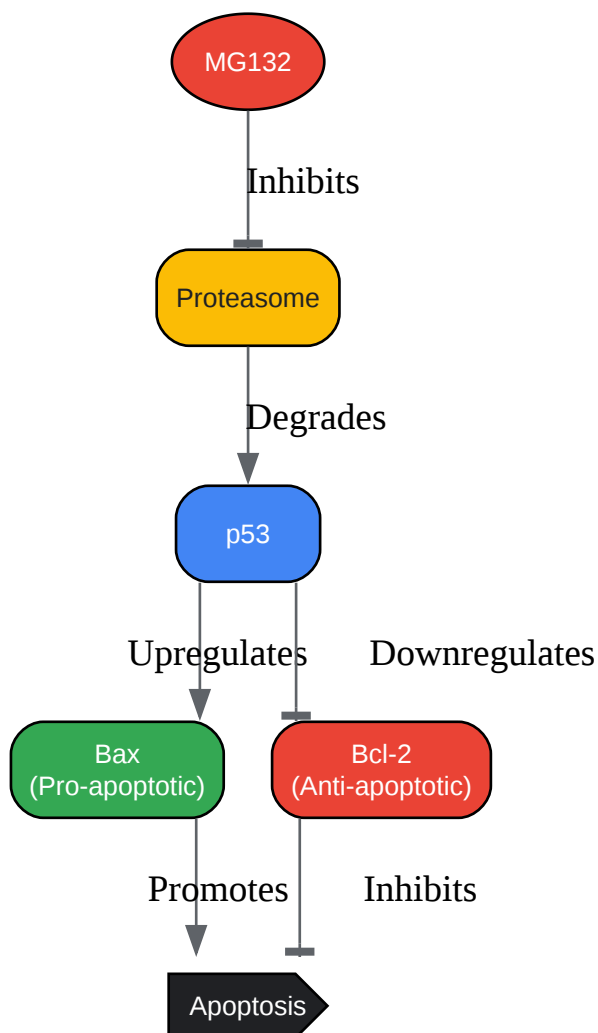 MG132
Inhibits
Proteasome
Degrades
p53
Upregulates
Downregulates
Bax
(Pro-apoptotic)
Bcl-2
(Anti-apoptotic)
Promotes
Inhibits
Apoptosis